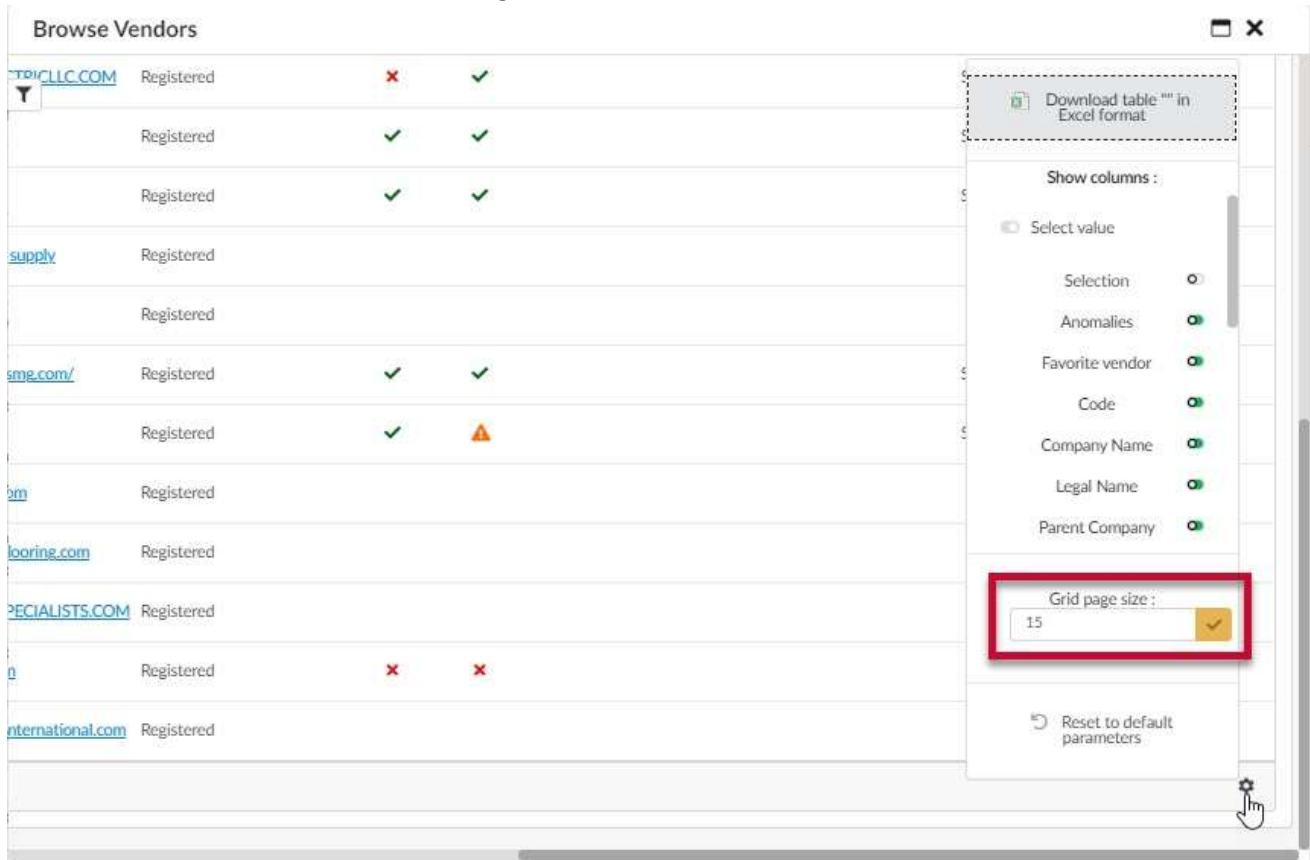 Browse Vendors
CTRICLLC.COM Registered
Registered
Registered
supply Registered
Registered
smg.com/ Registered
Registered
om Registered
looring.com Registered
PECIALISTS.COM Registered
Registered
nternational.com Registered
Download table "" in
Excel format
Show columns :
Select value
Selection
Anomalies
Favorite vendor
Code
Company Name
Legal Name
Parent Company
Grid page size :
15
Reset to default
parameters